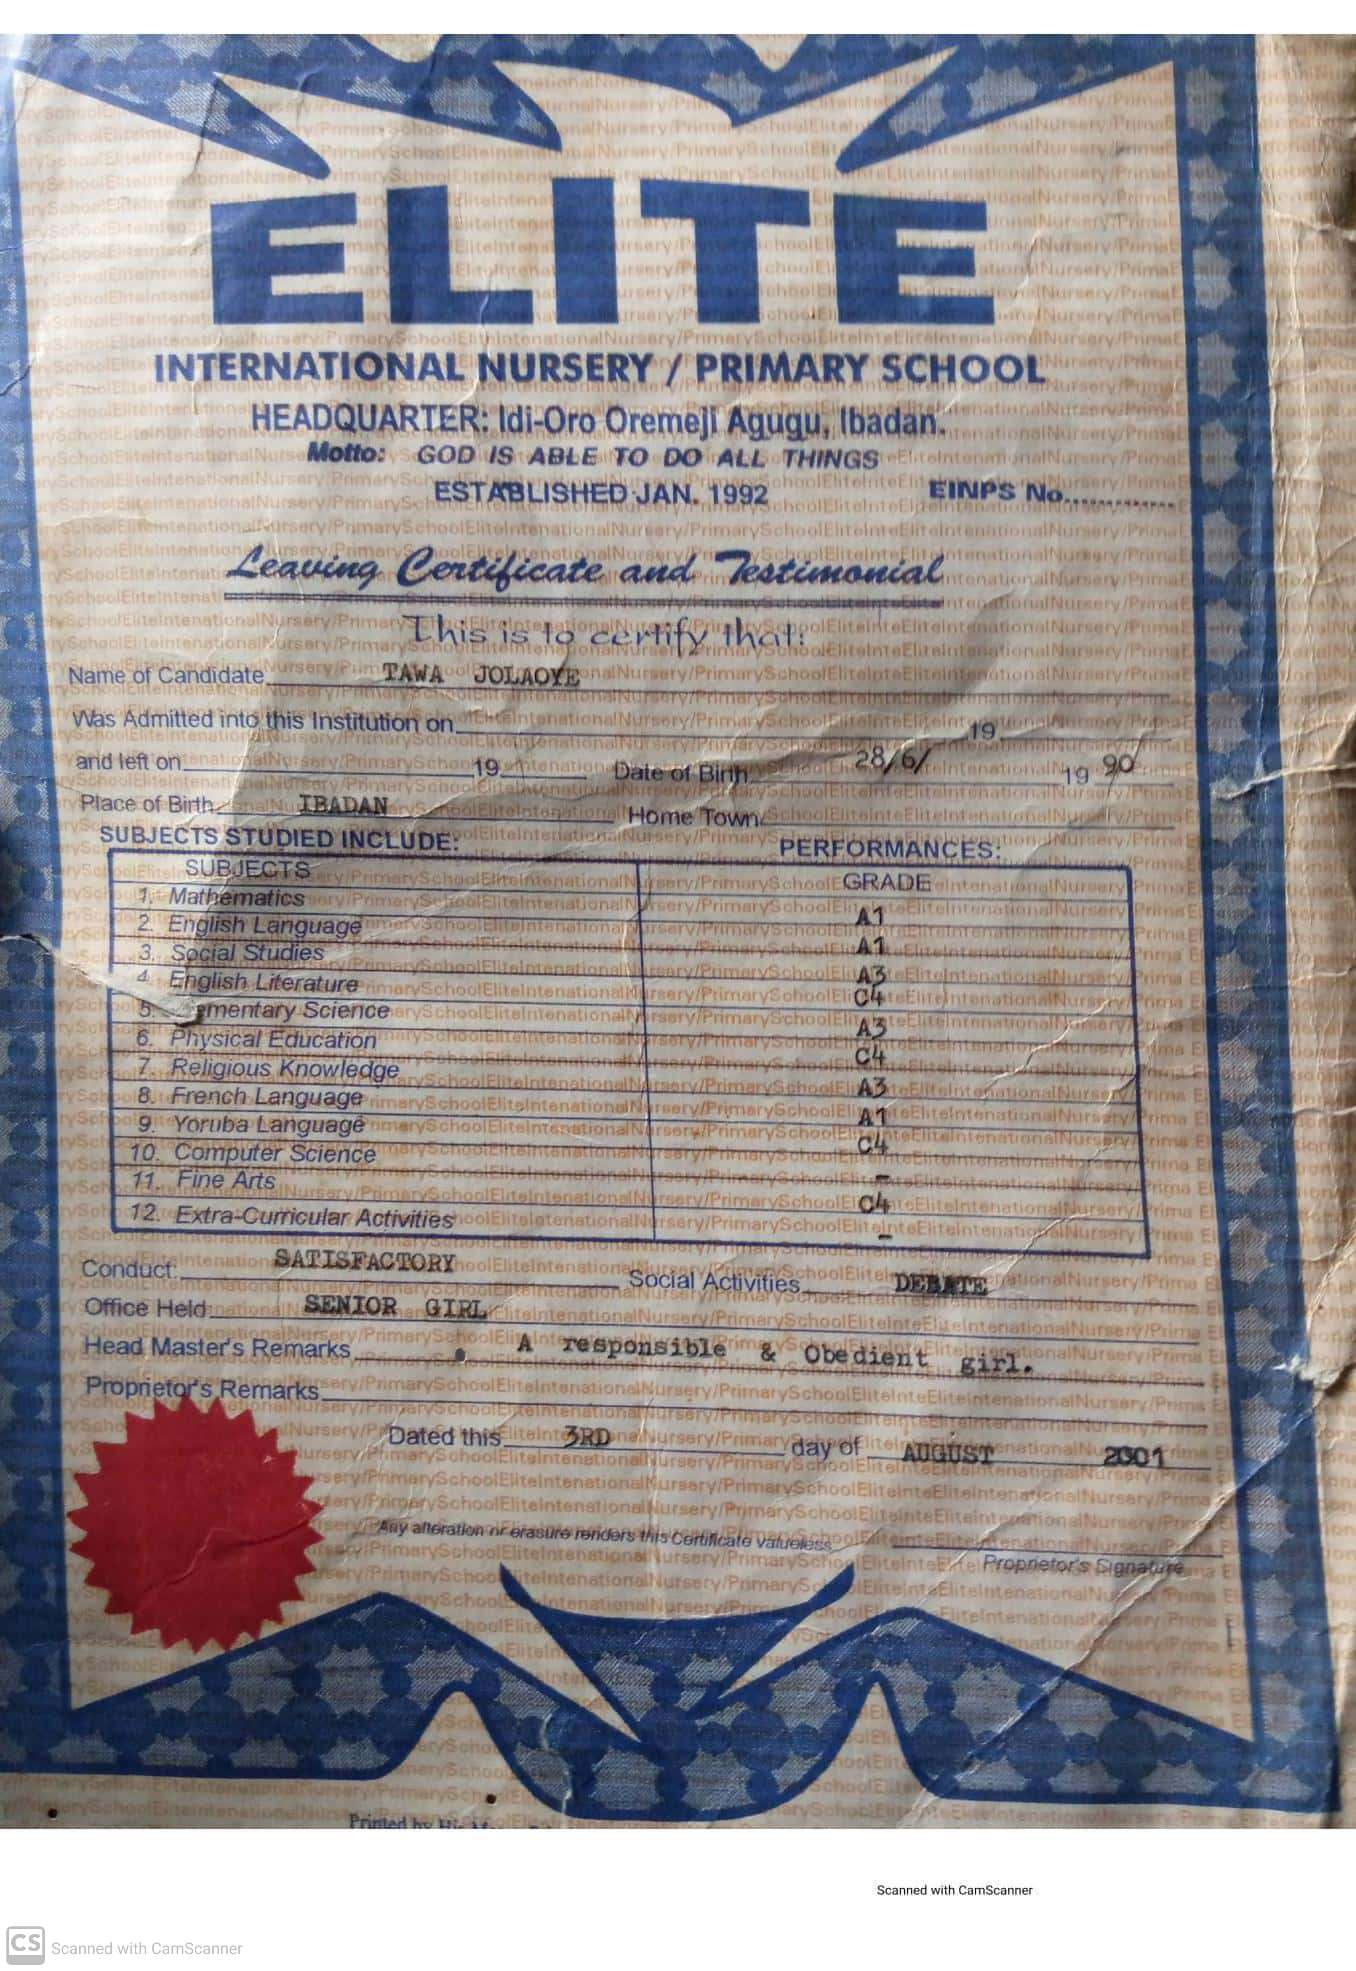 ELITE
INTERNATIONAL NURSERY / PRIMARY SCHOOL
HEADQUARTER: Idi-Oro Oremeji Agugu, Ibadan.
Motto: GOD IS ABLE TO DO ALL THINGS
ESTABLISHED JAN. 1992 EINPS No.............
Leaving Certificate and Testimonial
This is to certify that:
Name of Candidate TAWA JOLAOYE
Was Admitted into this Institution on 19
and left on 19 Date of Birth 28/6/ 19 90
Place of Birth IBADAN Home Town
SUBJECTS STUDIED INCLUDE: PERFORMANCES:
SUBJECTS GRADE
1. Mathematics A1
2. English Language A1
3. Social Studies A3
4. English Literature C4
5. ementary Science A3
6. Physical Education C4
7. Religious Knowledge A3
8. French Language A1
9. Yoruba Language C4
10. Computer Science -
11. Fine Arts C4
12. Extra-Curricular Activities -
Conduct: SATISFACTORY Social Activities DEBATE
Office Held SENIOR GIRL
Head Master's Remarks A responsible & Obedient girl.
Proprietor's Remarks
Dated this 3RD day of AUGUST 2001
Any alteration or erasure renders this Certificate valueless
Proprietor's Signature
Printed by
Scanned with CamScanner
CS Scanned with CamScanner